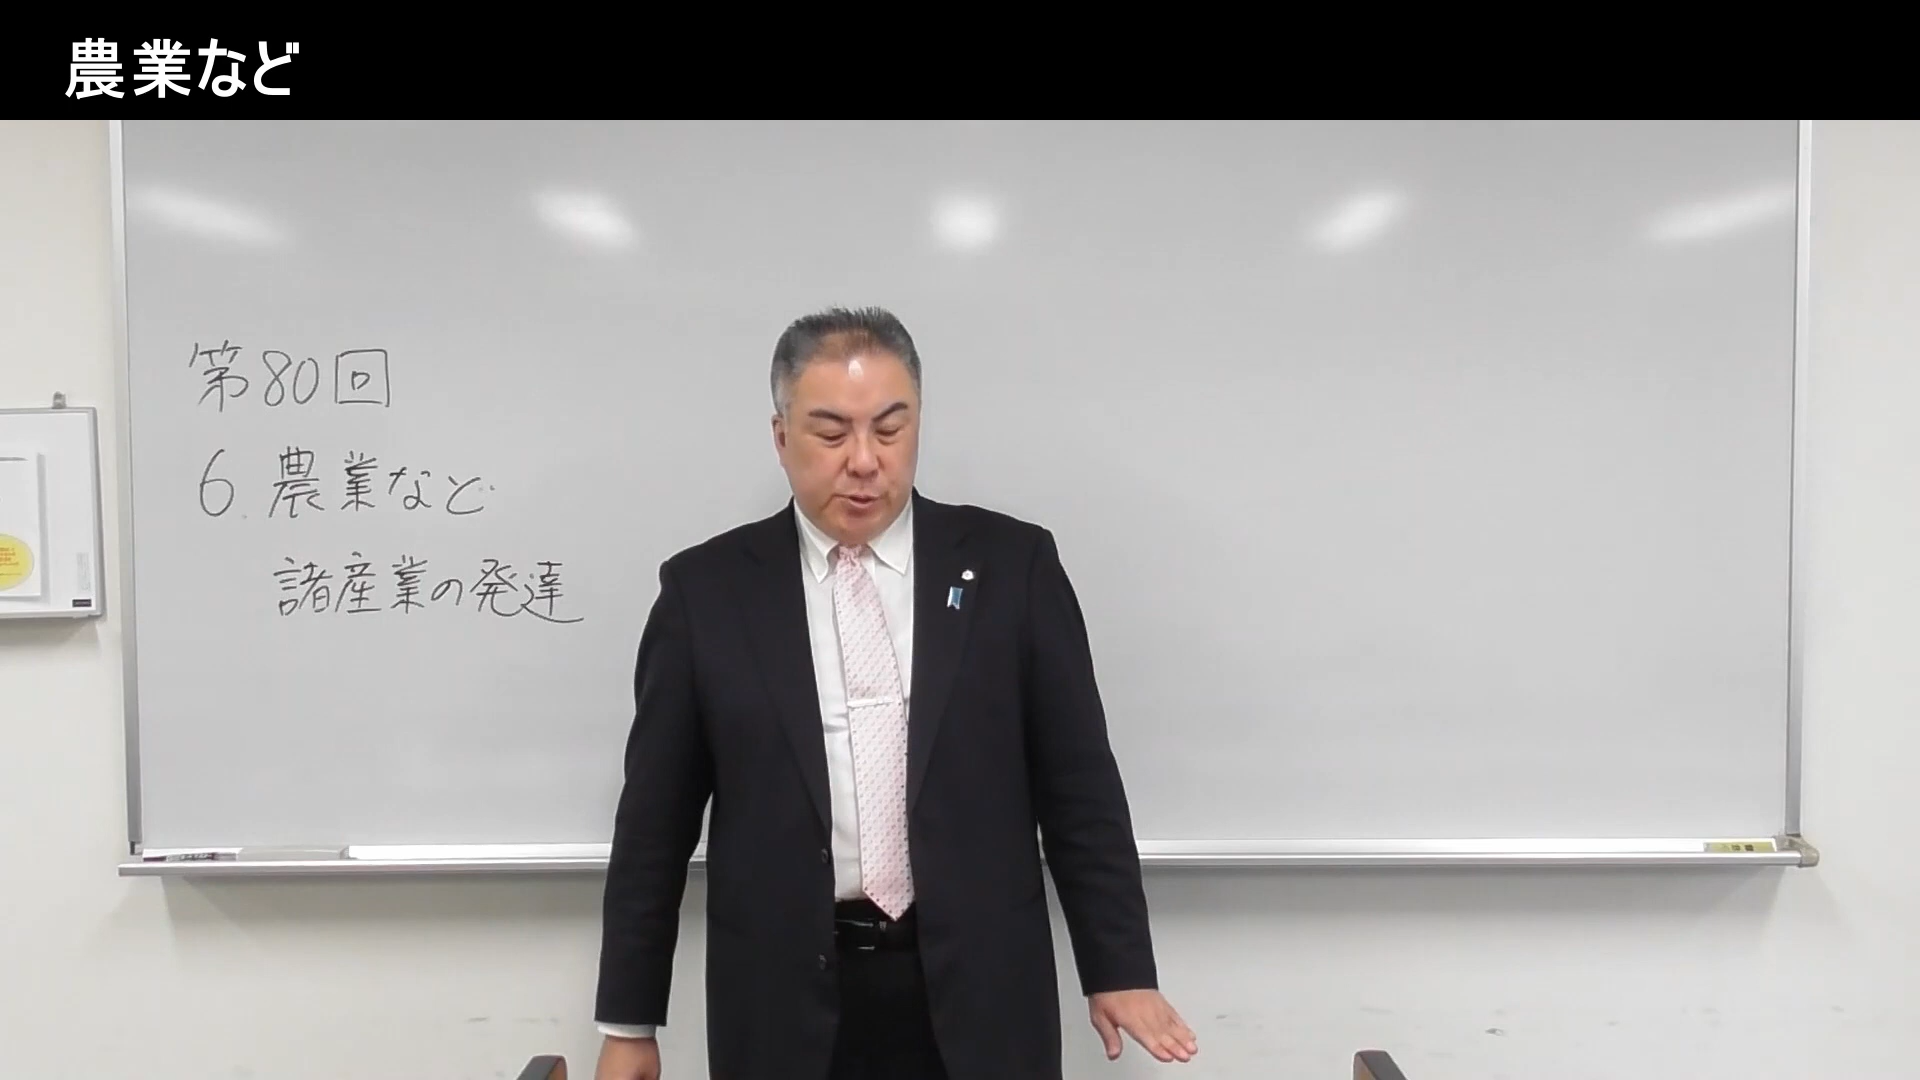 農業など
第80回
6. 農業など
諸産業の発達